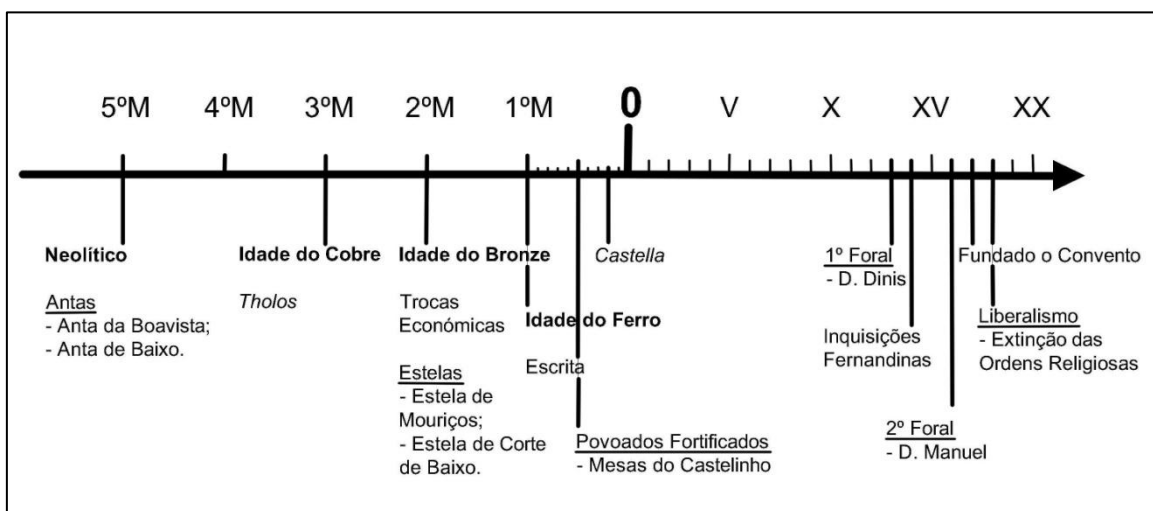 5ºM 4ºM 3ºM 2ºM 1ºM 0 V X XV XX
Neolítico
Antas
- Anta da Boavista;
- Anta de Baixo.
Idade do Cobre
Tholos
Idade do Bronze
Trocas
Económicas
Estelas
- Estela de
Mouriços;
- Estela de Corte
de Baixo.
Idade do Ferro
Escrita
Povoados Fortificados
- Mesas do Castelinho
Castella
1º Foral
- D. Dinis
Inquisições
Fernandinas
2º Foral
- D. Manuel
Fundado o Convento
Liberalismo
- Extinção das
Ordens Religiosas